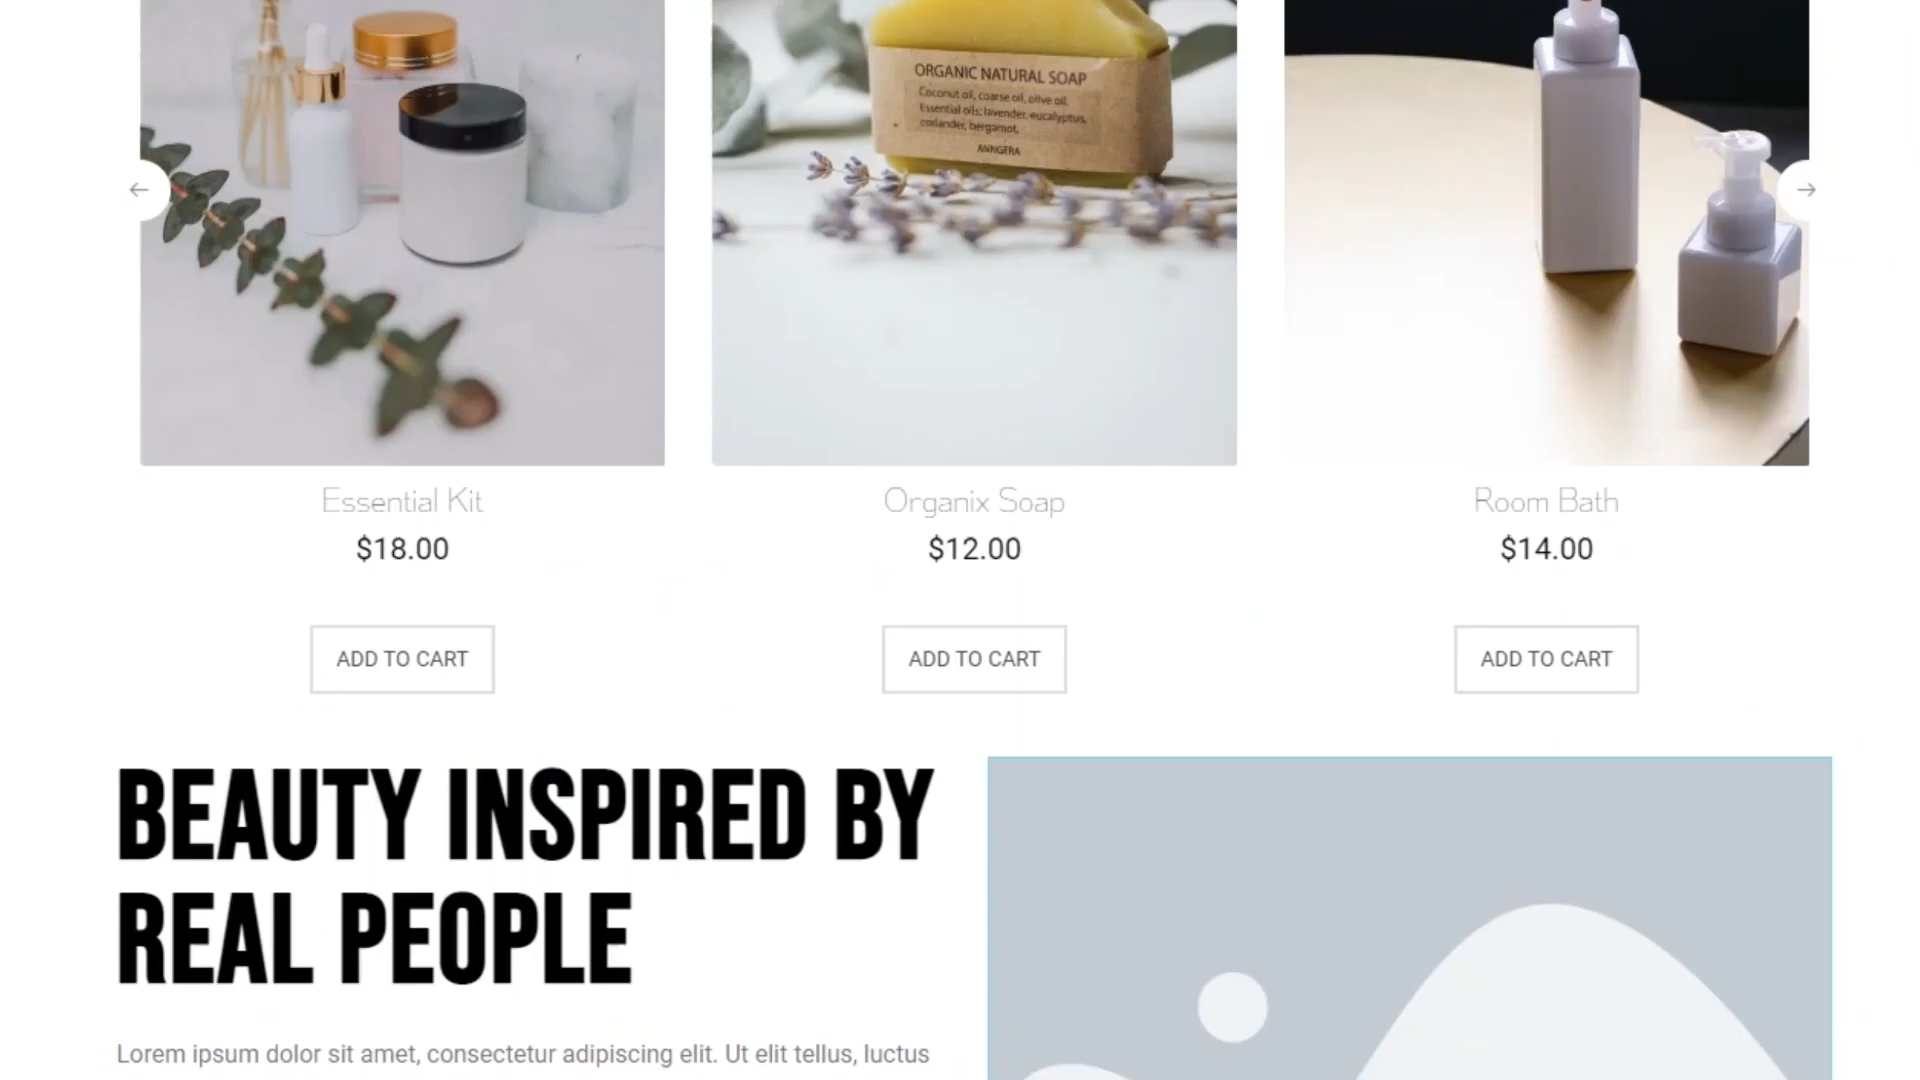 ORGANIC NATURAL SOAP
Coconut oil, coarse oil, olive oil.
Essential oils: lavender, eucalyptus,
coriander, bergamot.
ANNGERA
Essential Kit
$18.00
ADD TO CART
Organix Soap
$12.00
ADD TO CART
Room Bath
$14.00
ADD TO CART
BEAUTY INSPIRED BY
REAL PEOPLE
Lorem ipsum dolor sit amet, consectetur adipiscing elit. Ut elit tellus, luctus